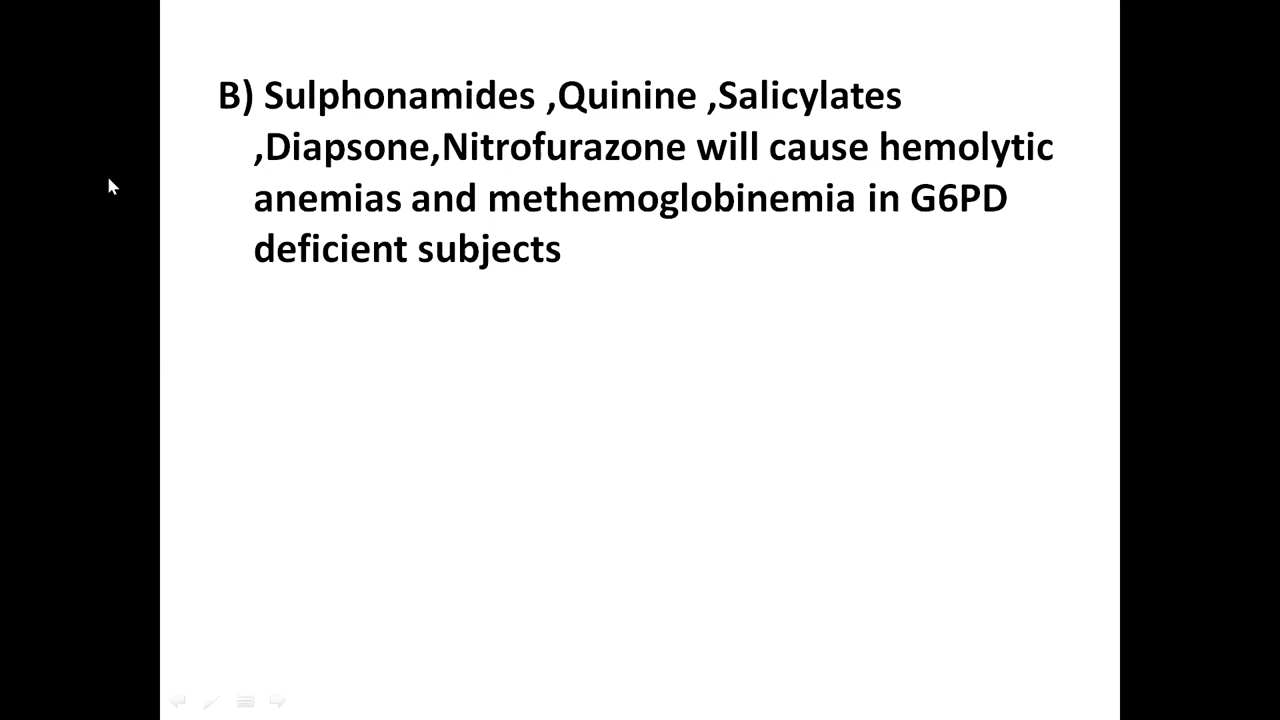 B) Sulphonamides ,Quinine ,Salicylates
,Diapsone,Nitrofurazone will cause hemolytic
anemias and methemoglobinemia in G6PD
deficient subjects